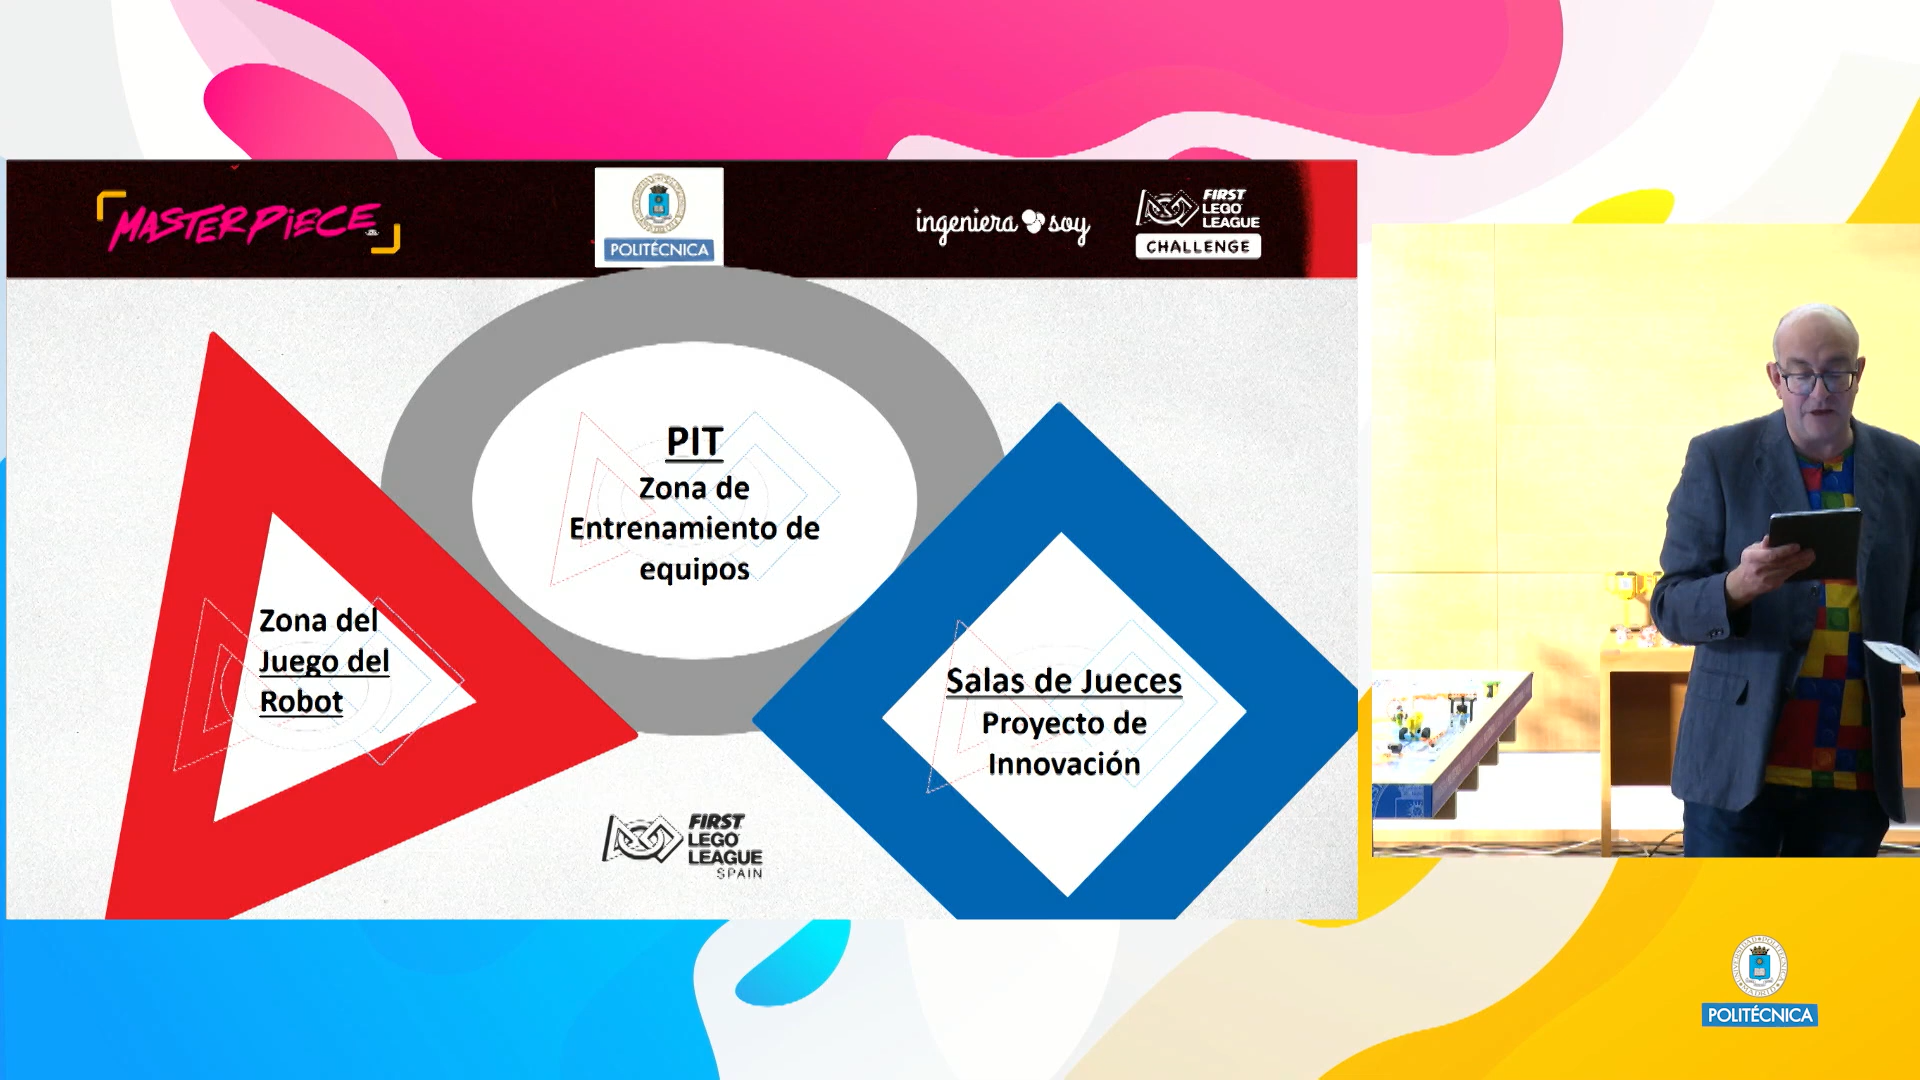 MASTERPIECE
POLITÉCNICA
ingeniera soy
FIRST
LEGO
LEAGUE
CHALLENGE
PIT
Zona de
Entrenamiento de
equipos
Zona del
Juego del
Robot
Salas de Jueces
Proyecto de
Innovación
FIRST
LEGO
LEAGUE
SPAIN
POLITÉCNICA